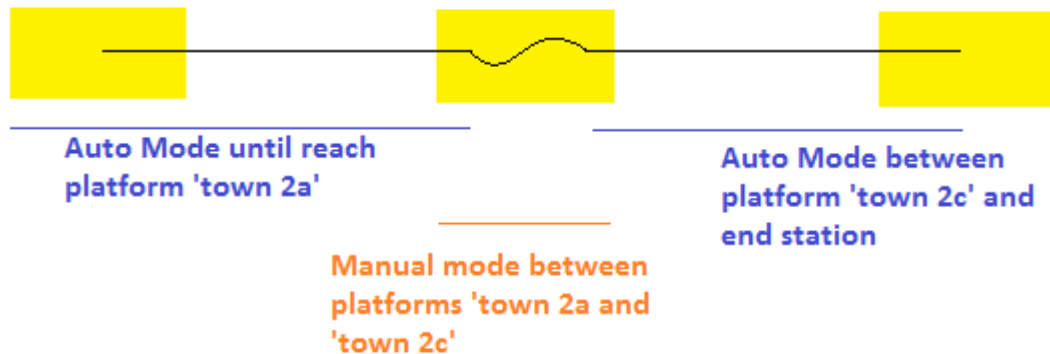 Auto Mode until reach
platform 'town 2a'
Auto Mode between
platform 'town 2c' and
end station
Manual mode between
platforms 'town 2a and
'town 2c'